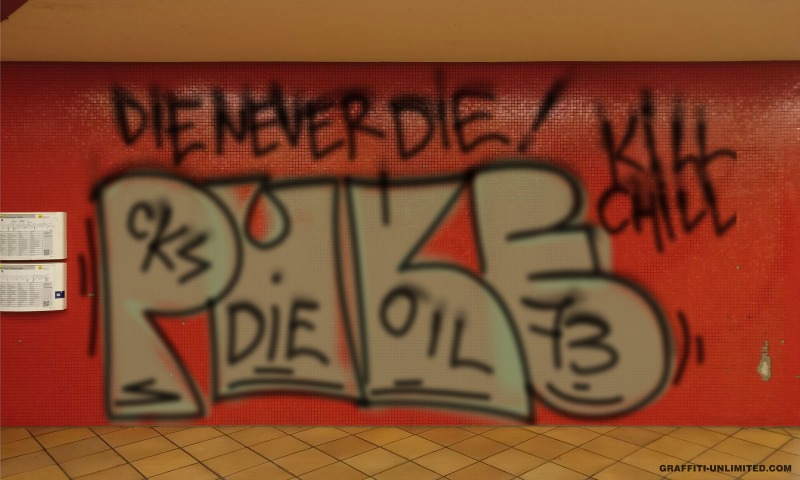 DIE NEVER DIE!
KILL
CHILL
CKS
DIE
OIL
73
GRAFFITI-UNLIMITED.COM